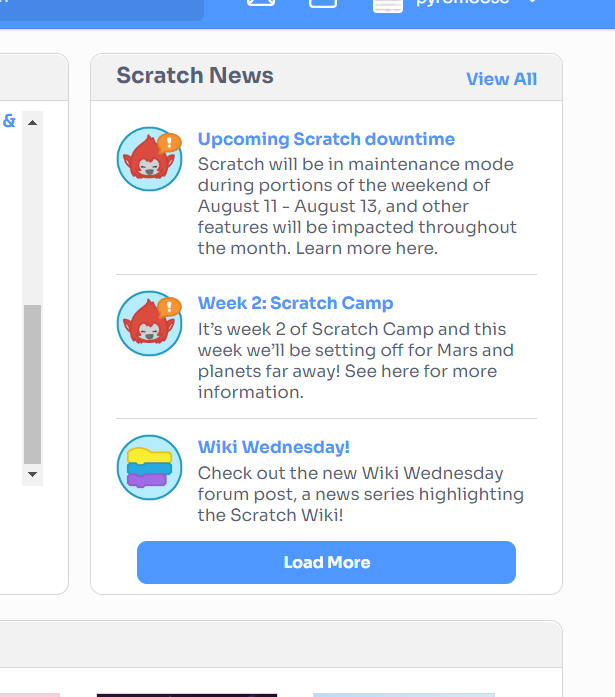 pyromoose
Scratch News
View All
&
Upcoming Scratch downtime
Scratch will be in maintenance mode
during portions of the weekend of
August 11 - August 13, and other
features will be impacted throughout
the month. Learn more here.
Week 2: Scratch Camp
It’s week 2 of Scratch Camp and this
week we’ll be setting off for Mars and
planets far away! See here for more
information.
Wiki Wednesday!
Check out the new Wiki Wednesday
forum post, a news series highlighting
the Scratch Wiki!
Load More